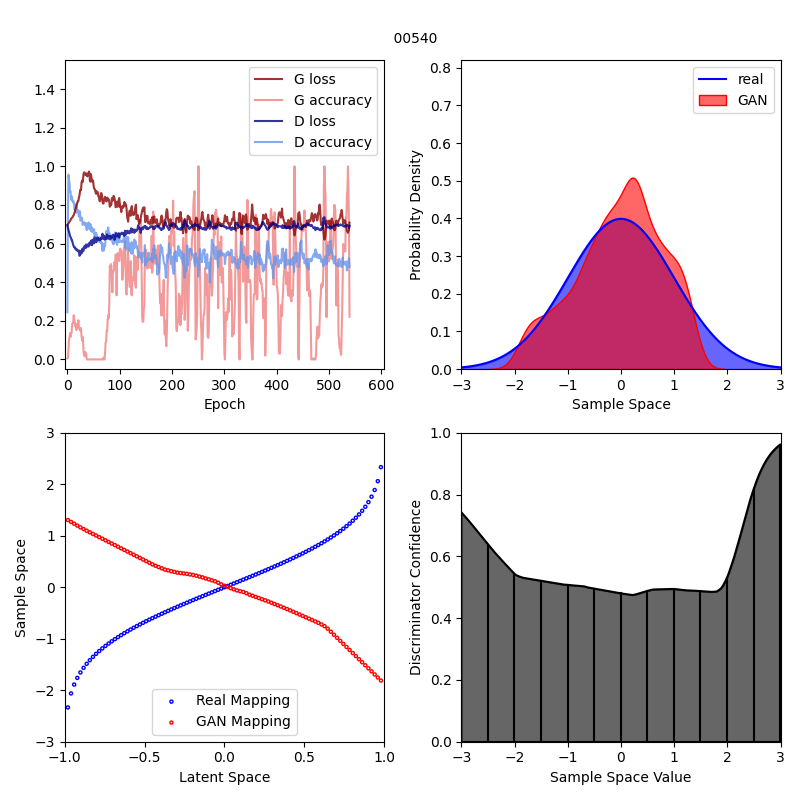 00540
G loss
G accuracy
D loss
D accuracy
1.4
1.2
1.0
0.8
0.6
0.4
0.2
0.0
0 100 200 300 400 500 600
Epoch
real
GAN
0.8
0.7
0.6
0.5
0.4
0.3
0.2
0.1
0.0
Probability Density
−3 −2 −1 0 1 2 3
Sample Space
3
2
1
0
−1
−2
−3
Sample Space
Real Mapping
GAN Mapping
−1.0 −0.5 0.0 0.5 1.0
Latent Space
1.0
0.8
0.6
0.4
0.2
0.0
Discriminator Confidence
−3 −2 −1 0 1 2 3
Sample Space Value